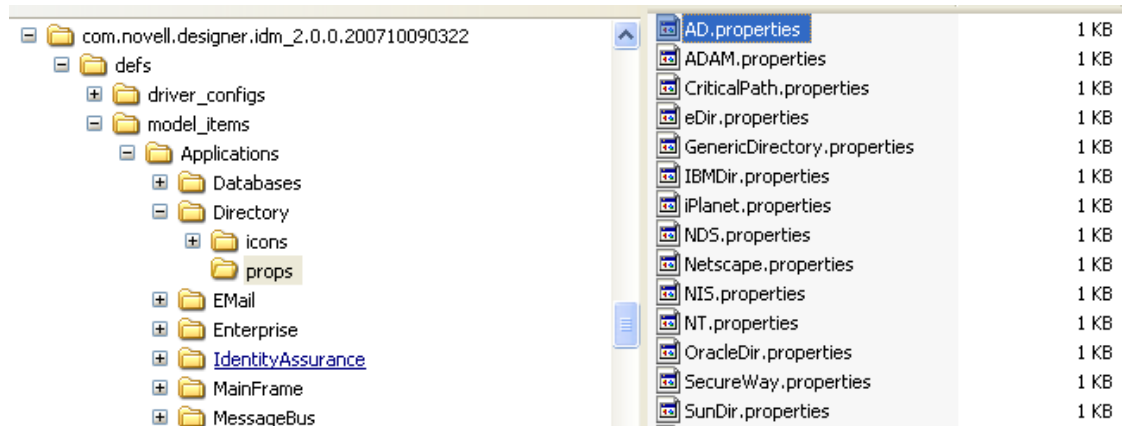 com.novell.designer.idm_2.0.0.200710090322
defs
driver_configs
model_items
Applications
Databases
Directory
icons
props
EMail
Enterprise
IdentityAssurance
MainFrame
MessageBus
AD.properties 1 KB
ADAM.properties 1 KB
CriticalPath.properties 1 KB
eDir.properties 1 KB
GenericDirectory.properties 1 KB
IBMDir.properties 1 KB
iPlanet.properties 1 KB
NDS.properties 1 KB
Netscape.properties 1 KB
NIS.properties 1 KB
NT.properties 1 KB
OracleDir.properties 1 KB
SecureWay.properties 1 KB
SunDir.properties 1 KB